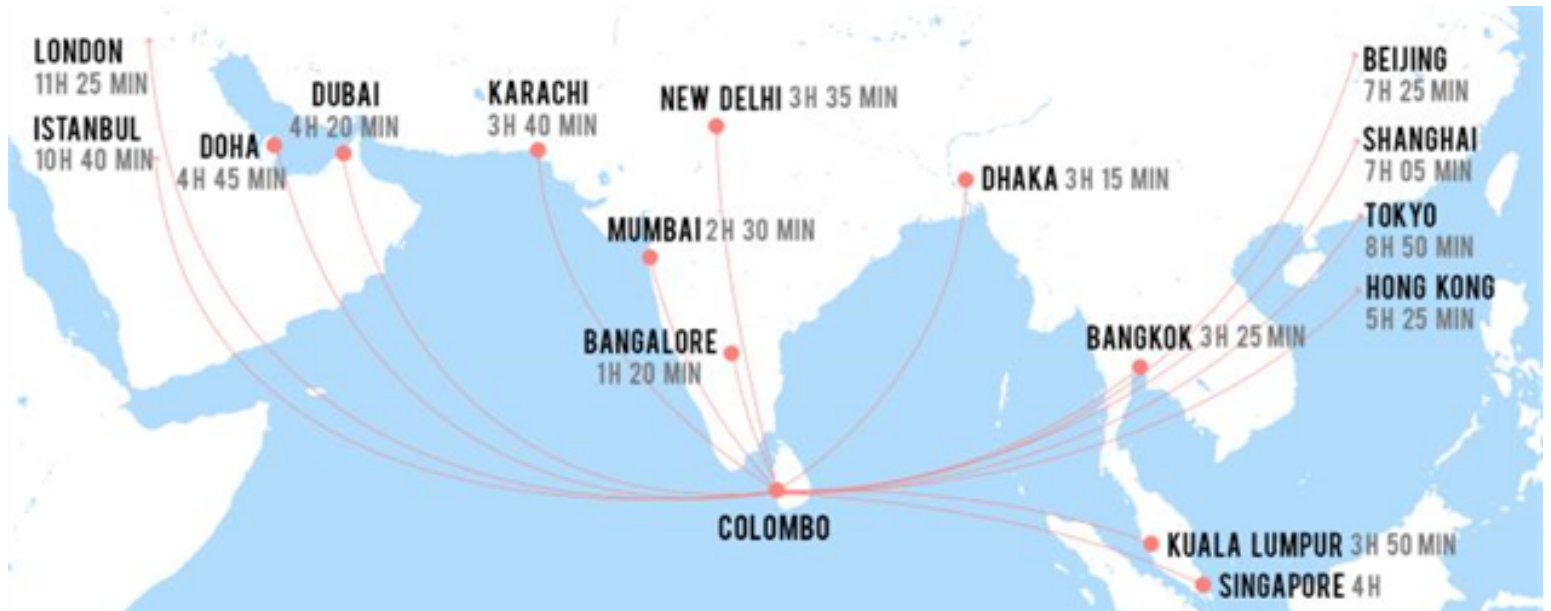 LONDON
11H 25 MIN
ISTANBUL
10H 40 MIN
DOHA
4H 45 MIN
DUBAI
4H 20 MIN
KARACHI
3H 40 MIN
NEW DELHI 3H 35 MIN
MUMBAI 2H 30 MIN
BANGALORE
1H 20 MIN
COLOMBO
DHAKA 3H 15 MIN
BANGKOK 3H 25 MIN
BEIJING
7H 25 MIN
SHANGHAI
7H 05 MIN
TOKYO
8H 50 MIN
HONG KONG
5H 25 MIN
KUALA LUMPUR 3H 50 MIN
SINGAPORE 4H